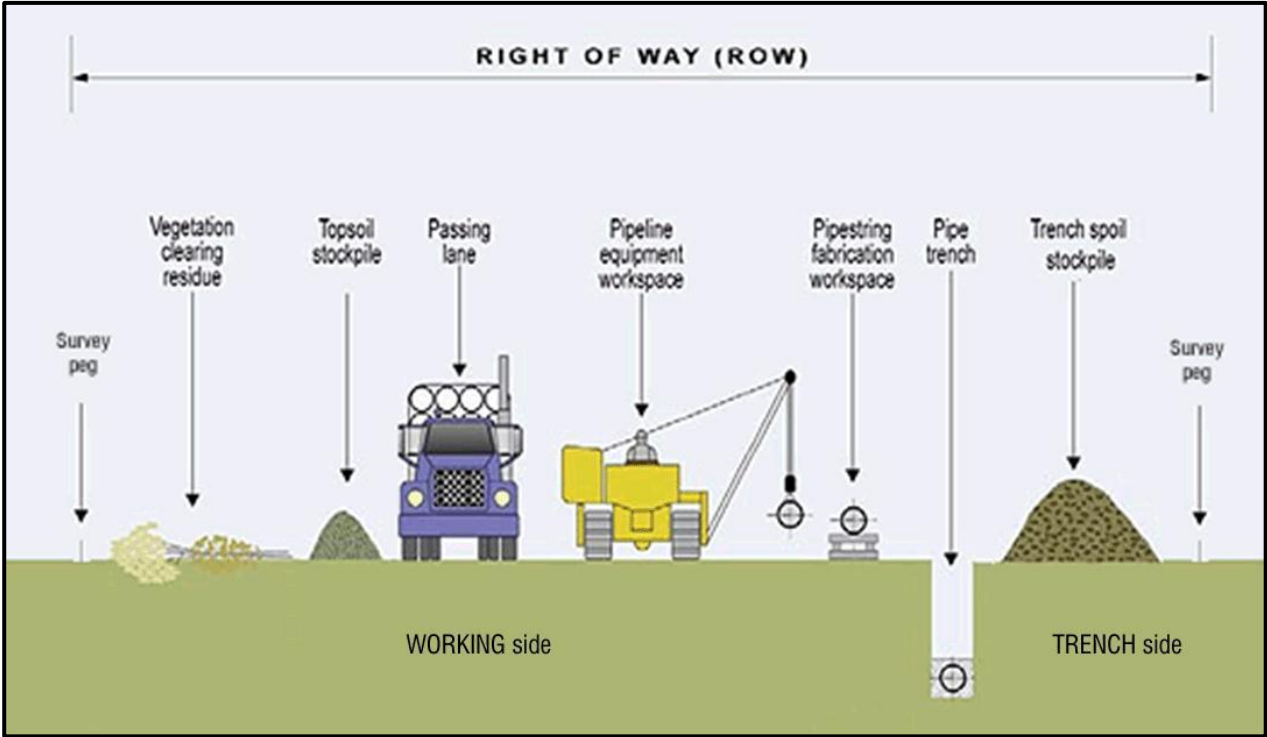 RIGHT OF WAY (ROW)
Vegetation
clearing
residue
Topsoil
stockpile
Passing
lane
Pipeline
equipment
workspace
Pipestring
fabrication
workspace
Pipe
trench
Trench spoil
stockpile
Survey
peg
Survey
peg
WORKING side
TRENCH side